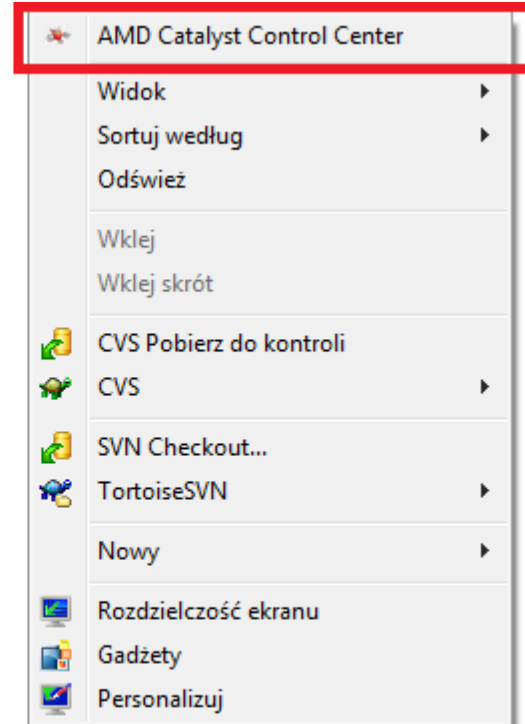 AMD Catalyst Control Center
Widok
Sortuj według
Odśwież
Wklej
Wklej skrót
CVS Pobierz do kontroli
CVS
SVN Checkout...
TortoiseSVN
Nowy
Rozdzielczość ekranu
Gadżety
Personalizuj